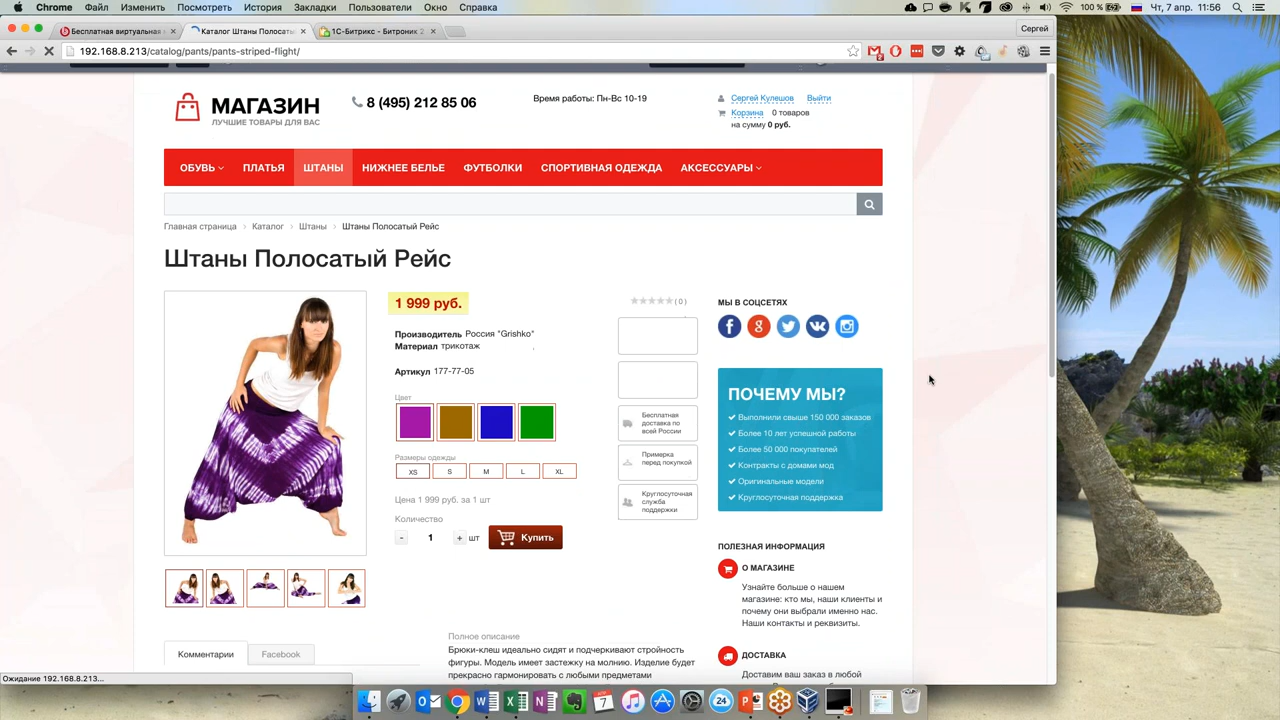 Chrome Файл Изменить Посмотреть История Закладки Пользователи Окно Справка 100 % Чт, 7 апр. 11:56
Бесплатная виртуальная Каталог Штаны Полосаты 1С-Битрикс - Битроник 2 Сергей
192.168.8.213/catalog/pants/pants-striped-flight/
МАГАЗИН
ЛУЧШИЕ ТОВАРЫ ДЛЯ ВАС
8 (495) 212 85 06
Время работы: Пн-Вс 10-19
Сергей Кулешов Выйти
Корзина 0 товаров
на сумму 0 руб.
ОБУВЬ ПЛАТЬЯ ШТАНЫ НИЖНЕЕ БЕЛЬЕ ФУТБОЛКИ СПОРТИВНАЯ ОДЕЖДА АКСЕССУАРЫ
Главная страница Каталог Штаны Штаны Полосатый Рейс
Штаны Полосатый Рейс
1 999 руб.
Производитель Россия "Grishko"
Материал трикотаж
Артикул 177-77-05
Цвет
Размеры одежды
XS S M L XL
Цена 1 999 руб. за 1 шт
Количество
- 1 + шт Купить
( 0 )
Бесплатная
доставка по
всей России
Примерка
перед покупкой
Круглосуточная
служба
поддержки
МЫ В СОЦСЕТЯХ
ПОЧЕМУ МЫ?
Выполнили свыше 150 000 заказов
Более 10 лет успешной работы
Более 50 000 покупателей
Контракты с домами мод
Оригинальные модели
Круглосуточная поддержка
ПОЛЕЗНАЯ ИНФОРМАЦИЯ
О МАГАЗИНЕ
Узнайте больше о нашем
магазине: кто мы, наши клиенты и
почему они выбрали именно нас.
Наши контакты и реквизиты.
ДОСТАВКА
Доставим ваш заказ в любой
Комментарии Facebook
Полное описание
Брюки-клеш идеально сидят и подчеркивают стройность
фигуры. Модель имеет застежку на молнию. Изделие будет
прекрасно гармонировать с любыми предметами
Ожидание 192.168.8.213...